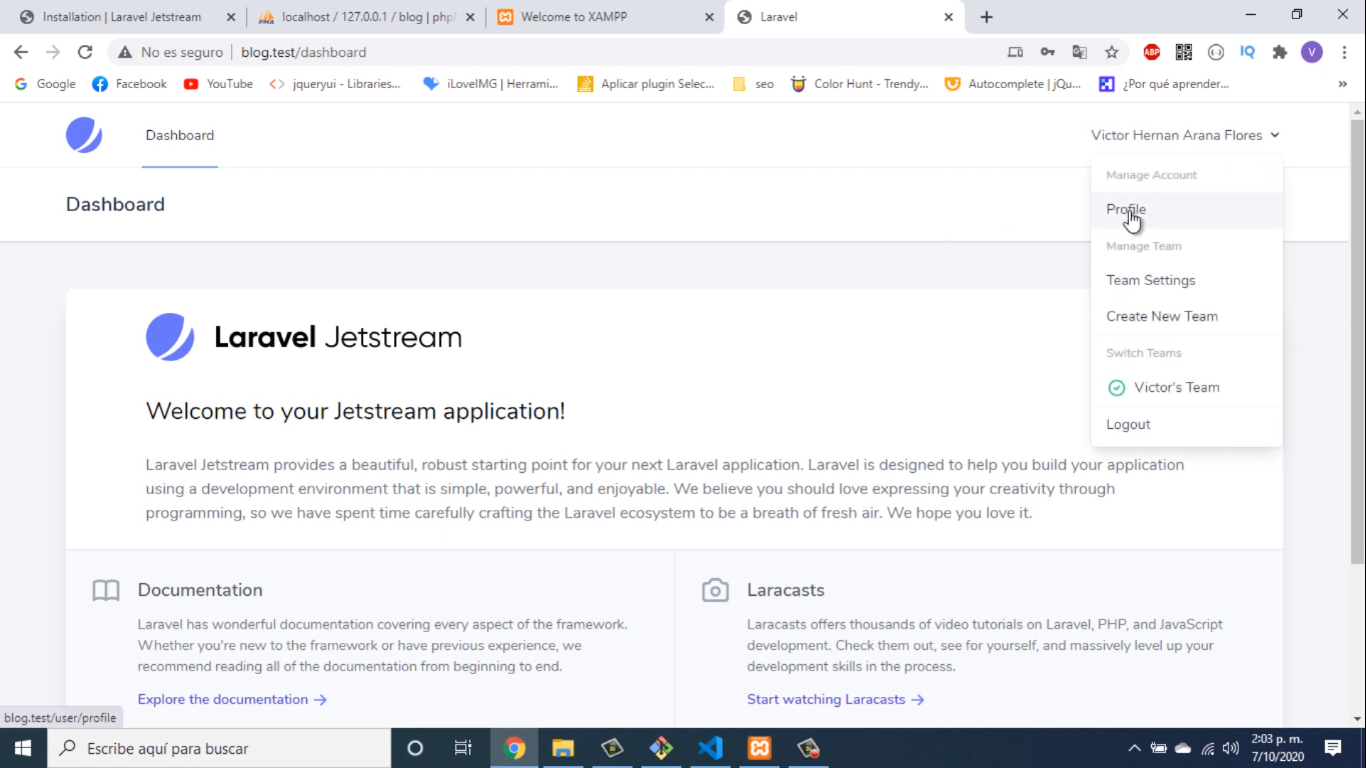 Installation | Laravel Jetstream
localhost / 127.0.0.1 / blog | php
Welcome to XAMPP
Laravel
No es seguro
blog.test/dashboard
ABP
IQ
V
Google
Facebook
YouTube
jqueryui - Libraries...
iLoveIMG | Herrami...
Aplicar plugin Selec...
seo
Color Hunt - Trendy...
Autocomplete | jQu...
¿Por qué aprender...
»
Dashboard
Victor Hernan Arana Flores
Manage Account
Dashboard
Profile
Manage Team
Team Settings
Create New Team
Switch Teams
Victor's Team
Logout
Laravel Jetstream
Welcome to your Jetstream application!
Laravel Jetstream provides a beautiful, robust starting point for your next Laravel application. Laravel is designed to help you build your application
using a development environment that is simple, powerful, and enjoyable. We believe you should love expressing your creativity through
programming, so we have spent time carefully crafting the Laravel ecosystem to be a breath of fresh air. We hope you love it.
Documentation
Laravel has wonderful documentation covering every aspect of the framework.
Whether you're new to the framework or have previous experience, we
recommend reading all of the documentation from beginning to end.
Explore the documentation →
Laracasts
Laracasts offers thousands of video tutorials on Laravel, PHP, and JavaScript
development. Check them out, see for yourself, and massively level up your
development skills in the process.
Start watching Laracasts →
blog.test/user/profile
Escribe aquí para buscar
2:03 p. m.
7/10/2020